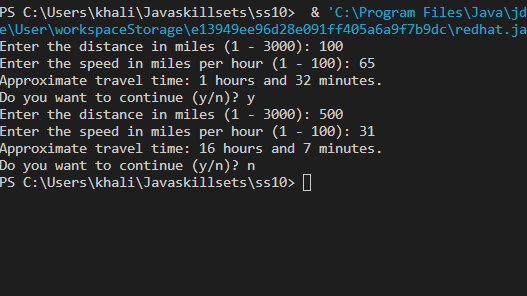 PS C:\Users\khali\Javaskillsets\ss10>  & 'C:\Program Files\Java\jd
e\User\workspaceStorage\e13949ee96d28e091ff405a6a9f7b9dc\redhat.ja
Enter the distance in miles (1 - 3000): 100
Enter the speed in miles per hour (1 - 100): 65
Approximate travel time: 1 hours and 32 minutes.
Do you want to continue (y/n)? y
Enter the distance in miles (1 - 3000): 500
Enter the speed in miles per hour (1 - 100): 31
Approximate travel time: 16 hours and 7 minutes.
Do you want to continue (y/n)? n
PS C:\Users\khali\Javaskillsets\ss10>